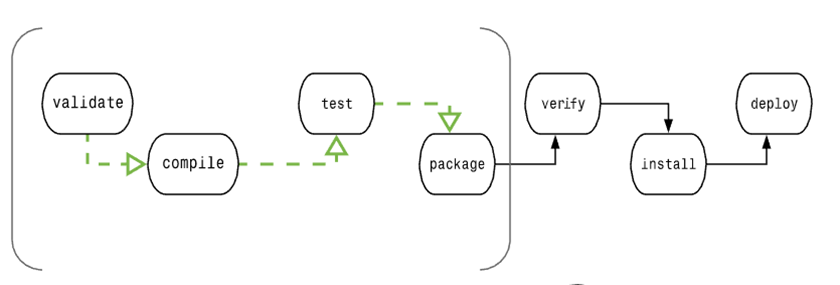 validate
compile
test
package
verify
install
deploy